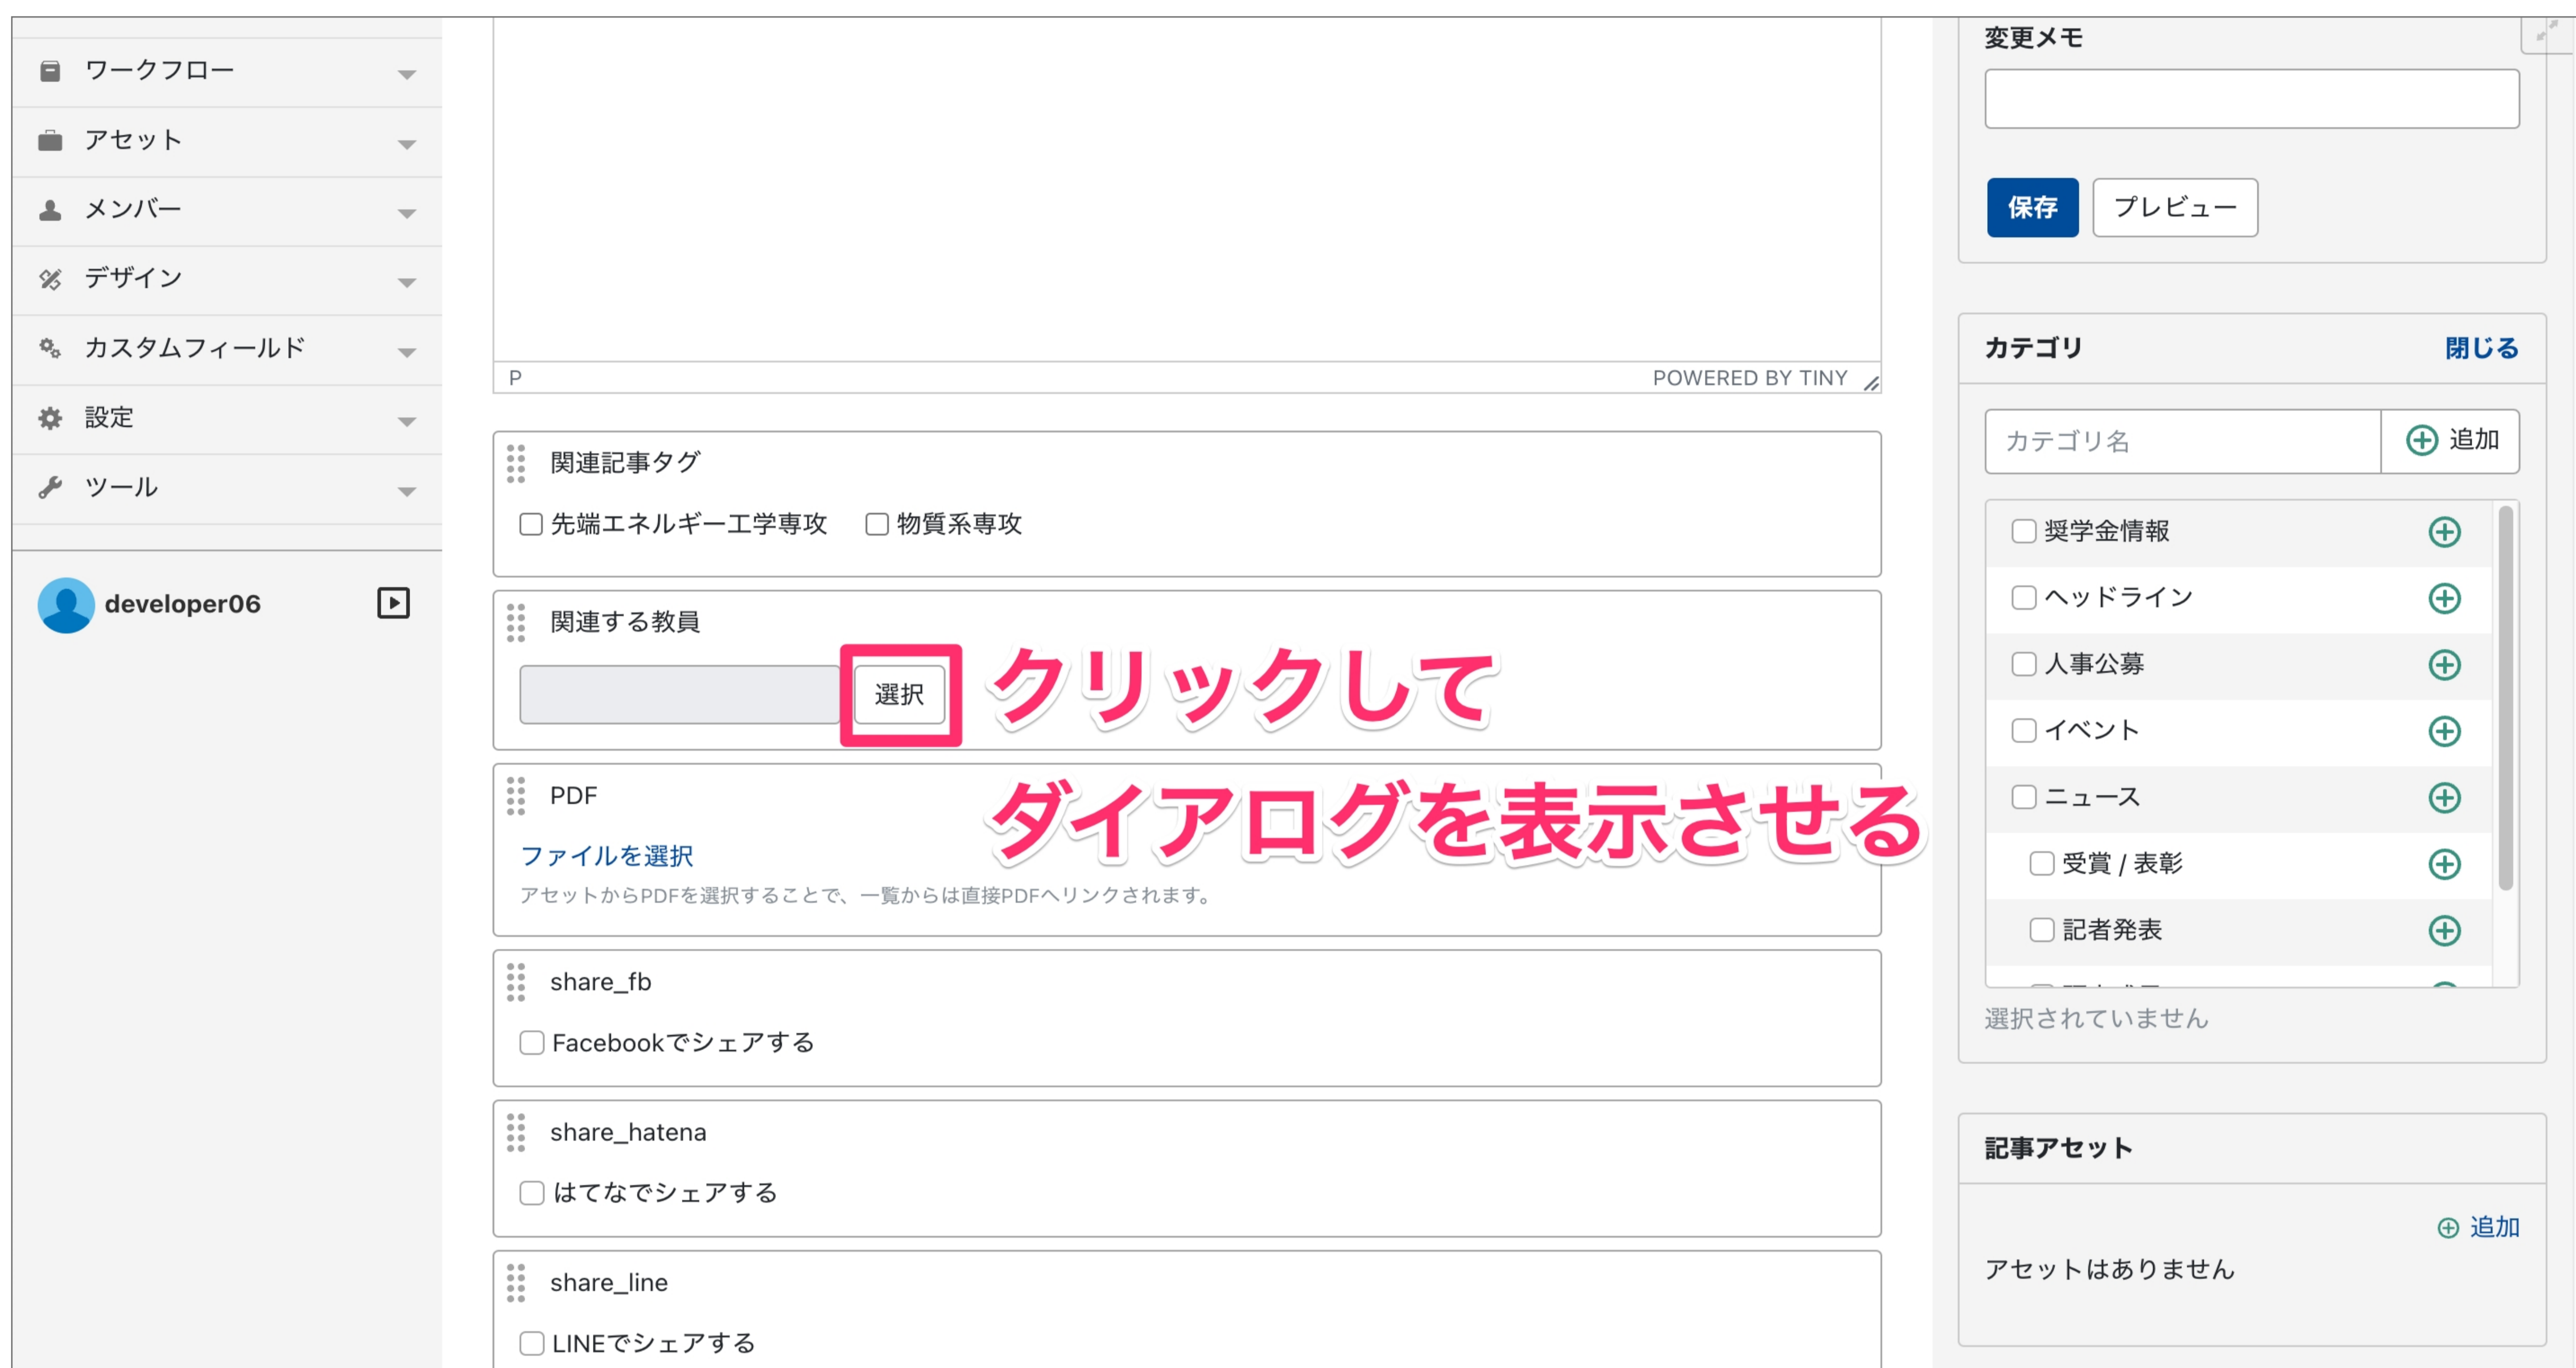 ワークフロー
アセット
メンバー
デザイン
カスタムフィールド
設定
ツール
developer06
P
POWERED BY TINY
関連記事タグ
先端エネルギー工学専攻 物質系専攻
関連する教員
選択
クリックして
ダイアログを表示させる
PDF
ファイルを選択
アセットからPDFを選択することで、一覧からは直接PDFへリンクされます。
share_fb
Facebookでシェアする
share_hatena
はてなでシェアする
share_line
LINEでシェアする
変更メモ
保存 プレビュー
カテゴリ 閉じる
カテゴリ名 追加
奨学金情報
ヘッドライン
人事公募
イベント
ニュース
受賞 / 表彰
記者発表
選択されていません
記事アセット
追加
アセットはありません